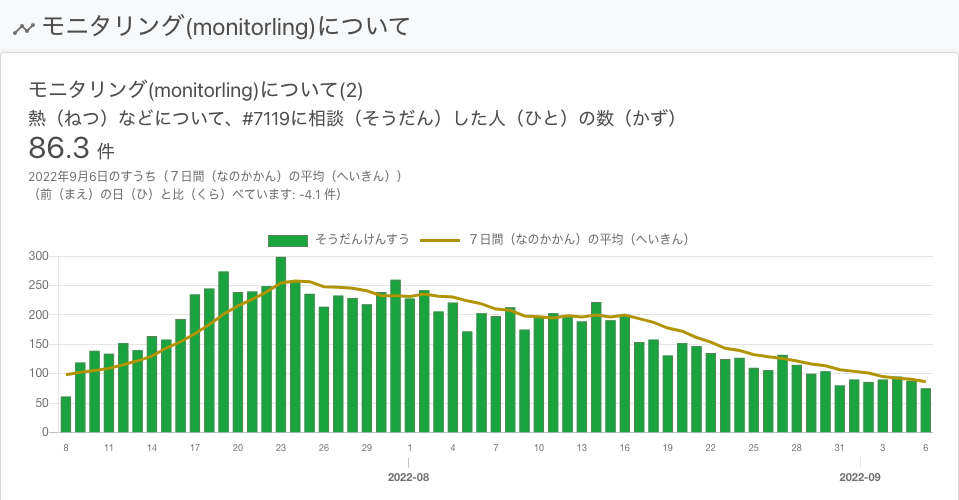 モニタリング(monitorling)について
モニタリング(monitorling)について(2)
熱（ねつ）などについて、#7119に相談（そうだん）した人（ひと）の数（かず）
86.3 件
2022年9月6日のすうち（７日間（なのかかん）の平均（へいきん））
（前（まえ）の日（ひ）と比（くら）べています: -4.1 件）
そうだんけんすう ７日間（なのかかん）の平均（へいきん）
300
250
200
150
100
50
0
8 11 14 17 20 23 26 29 1 4 7 10 13 16 19 22 25 28 31 3 6
2022-08 2022-09